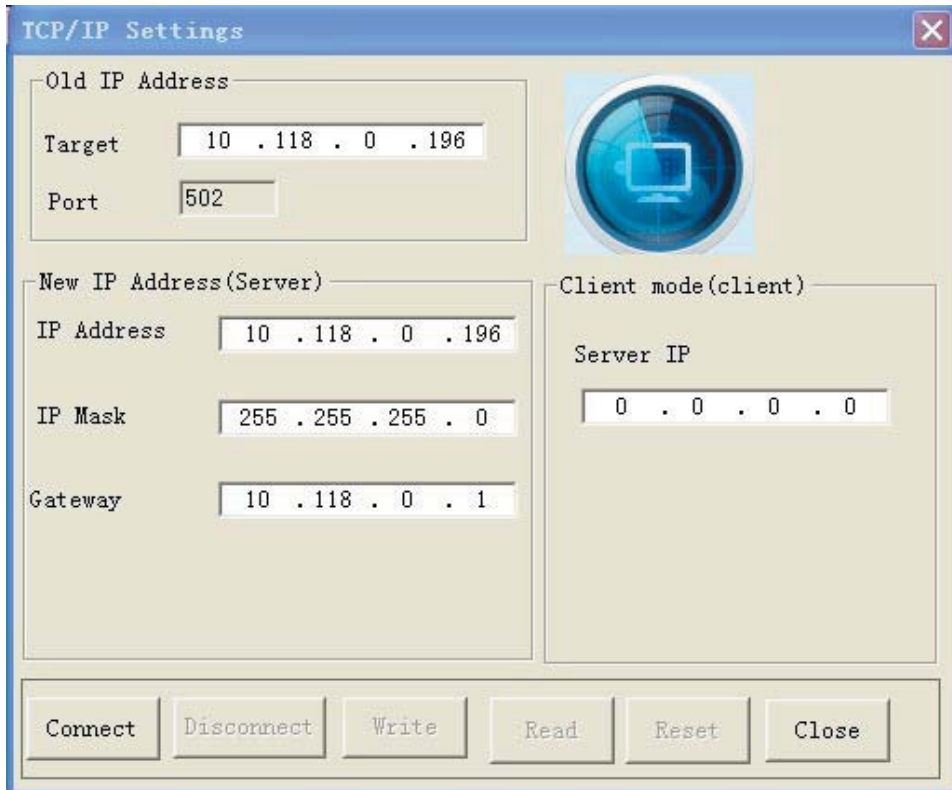 TCP/IP Settings
Old IP Address
Target 10 .118 . 0 .196
Port 502
New IP Address(Server)
IP Address 10 .118 . 0 .196
IP Mask 255 .255 .255 . 0
Gateway 10 .118 . 0 . 1
Client mode(client)
Server IP
0 . 0 . 0 . 0
Connect Disconnect Write Read Reset Close